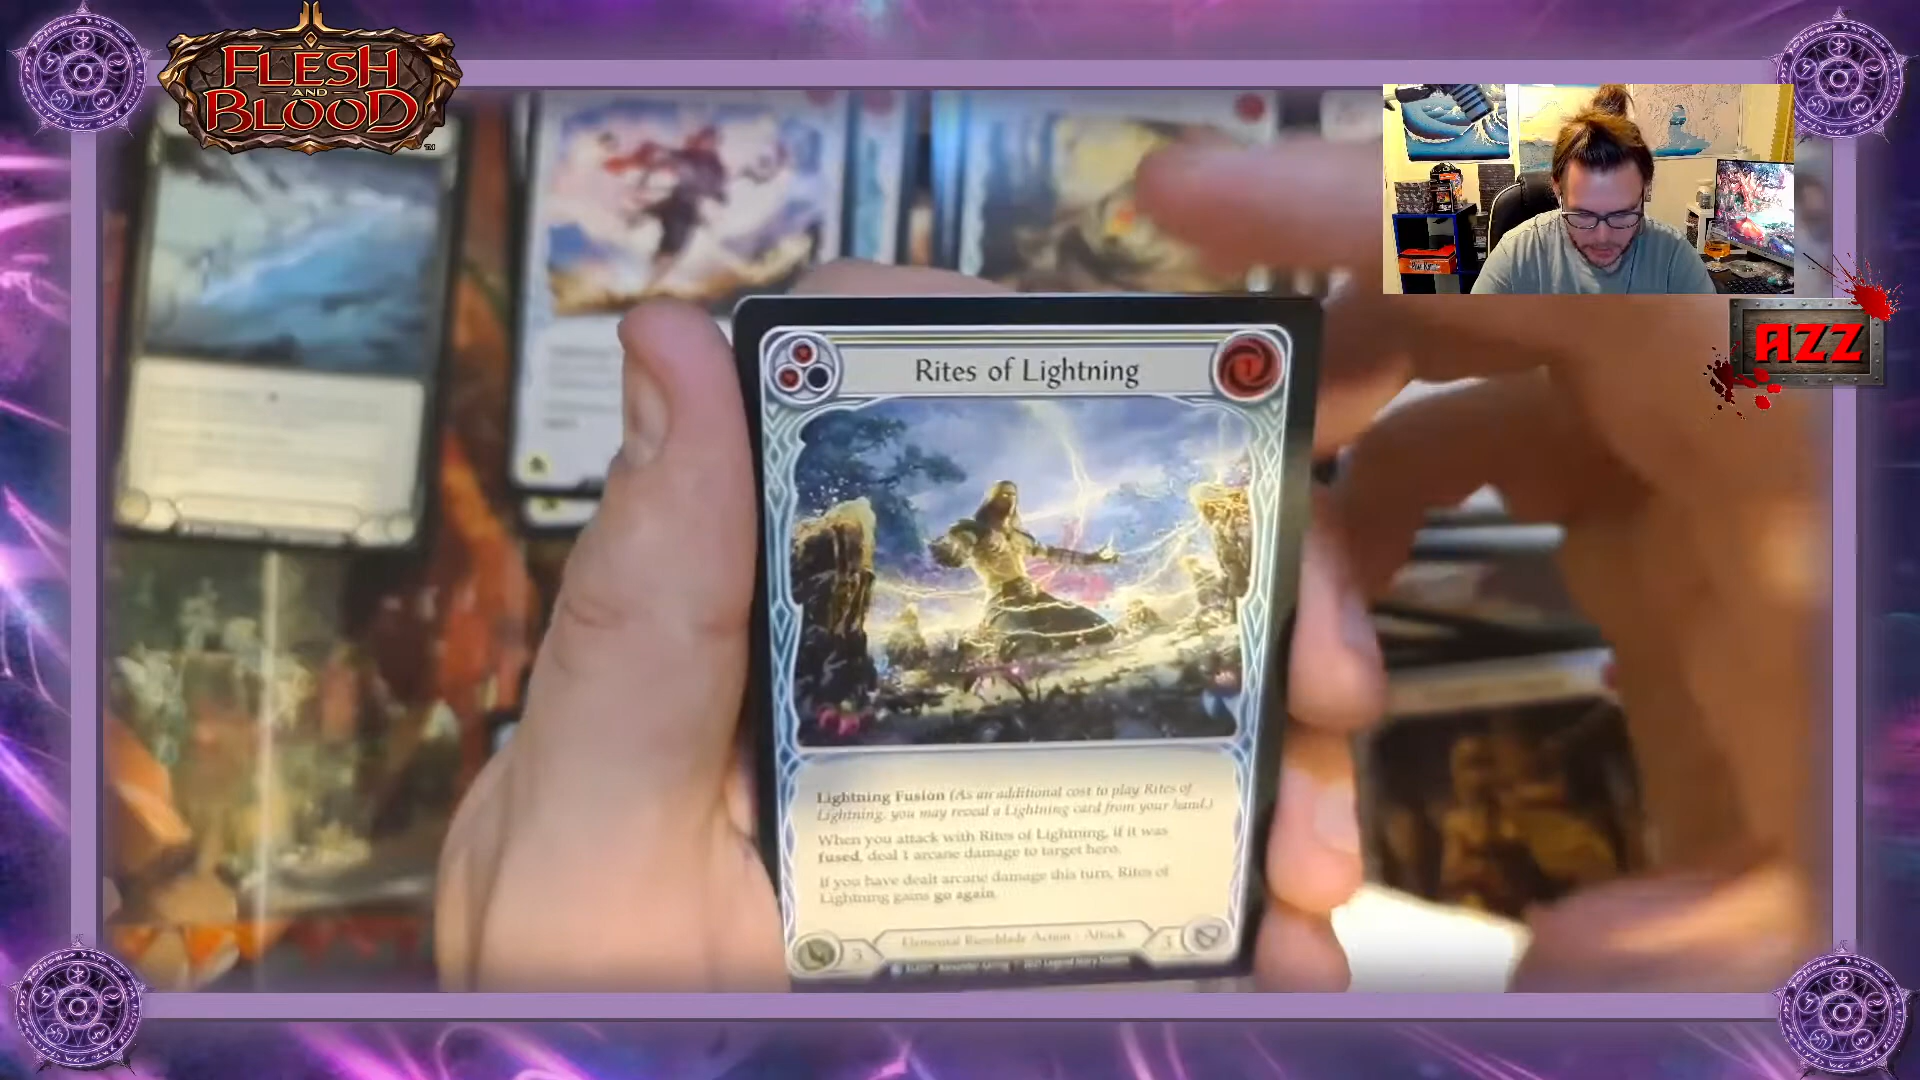 FLESH
AND
BLOOD
TM
AZZ
Rites of Lightning
1
Lightning Fusion (As an additional cost to play Rites of
Lightning, you may reveal a Lightning card from your hand.)
When you attack with Rites of Lightning, if it was
fused, deal 1 arcane damage to target hero.
If you have dealt arcane damage this turn, Rites of
Lightning gains go again.
3
Elemental Runeblade Action - Attack
3